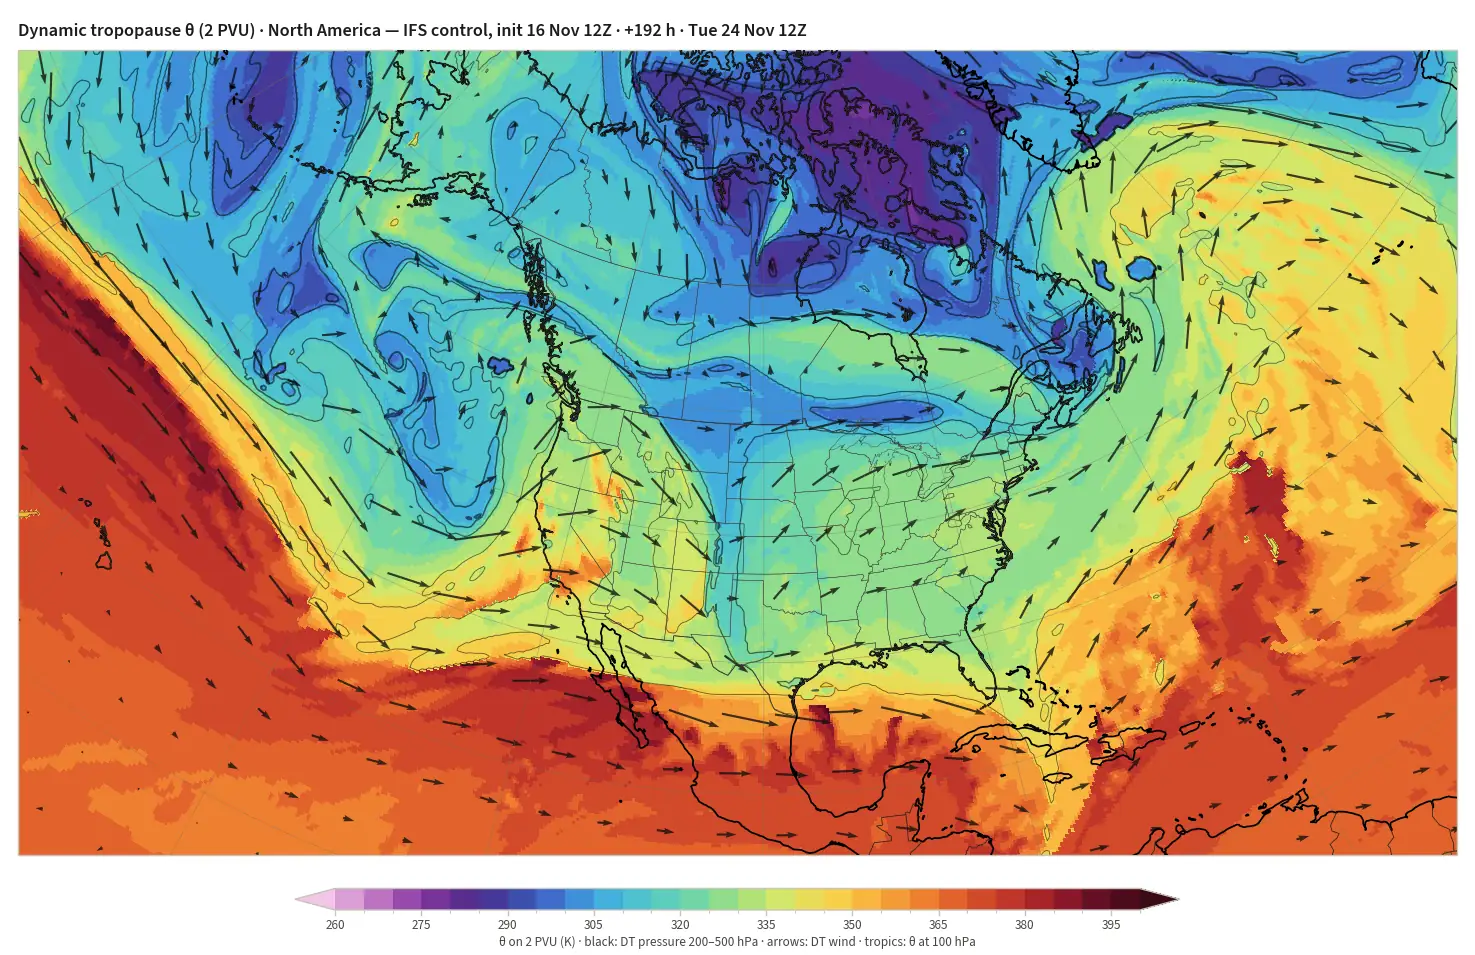 Dynamic tropopause θ (2 PVU) · North America — IFS control, init 16 Nov 12Z · +192 h · Tue 24 Nov 12Z
260 275 290 305 320 335 350 365 380 395
θ on 2 PVU (K) · black: DT pressure 200–500 hPa · arrows: DT wind · tropics: θ at 100 hPa